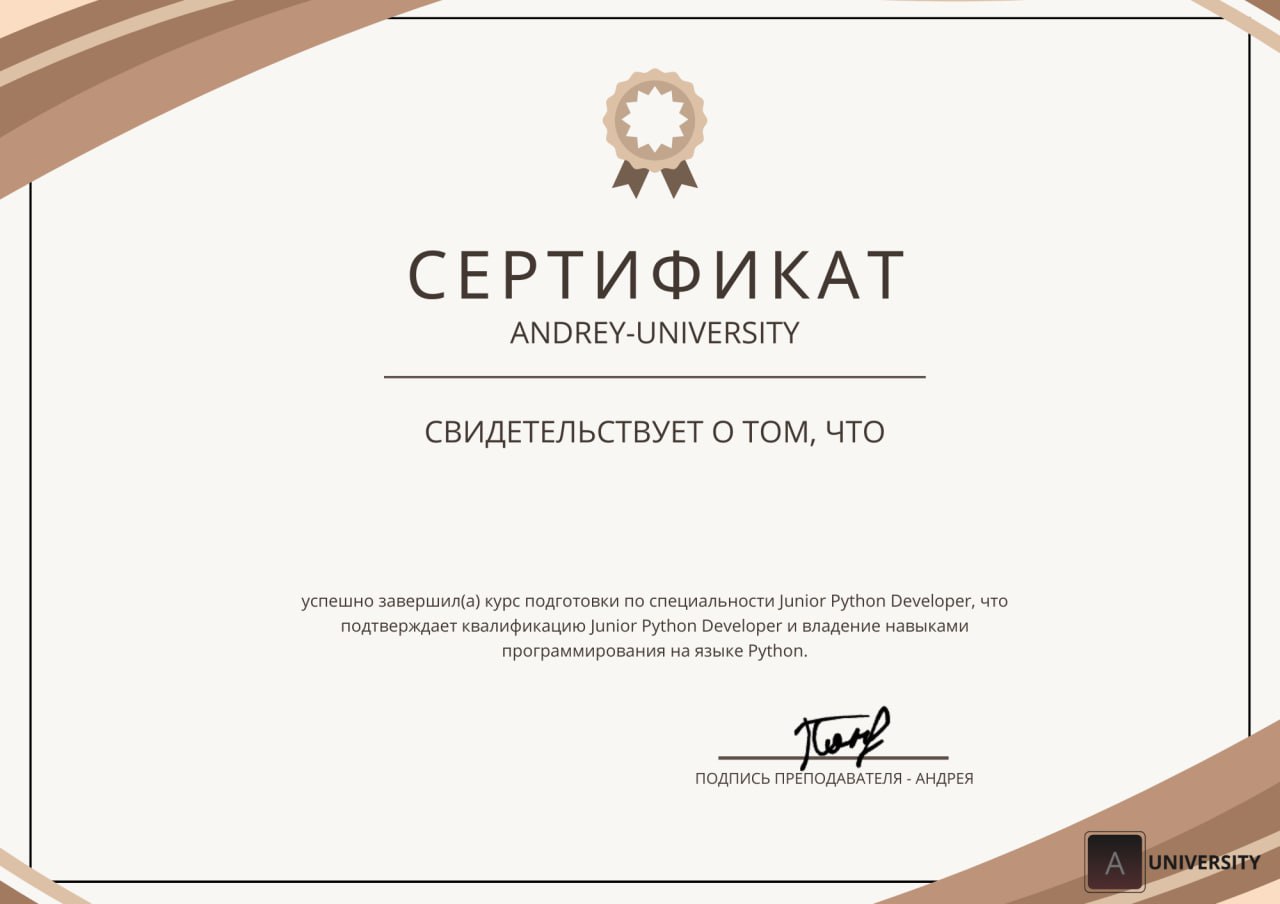 СЕРТИФИКАТ
ANDREY-UNIVERSITY
СВИДЕТЕЛЬСТВУЕТ О ТОМ, ЧТО
успешно завершил(а) курс подготовки по специальности Junior Python Developer, что
подтверждает квалификацию Junior Python Developer и владение навыками
программирования на языке Python.
ПОДПИСЬ ПРЕПОДАВАТЕЛЯ - АНДРЕЯ
A UNIVERSITY